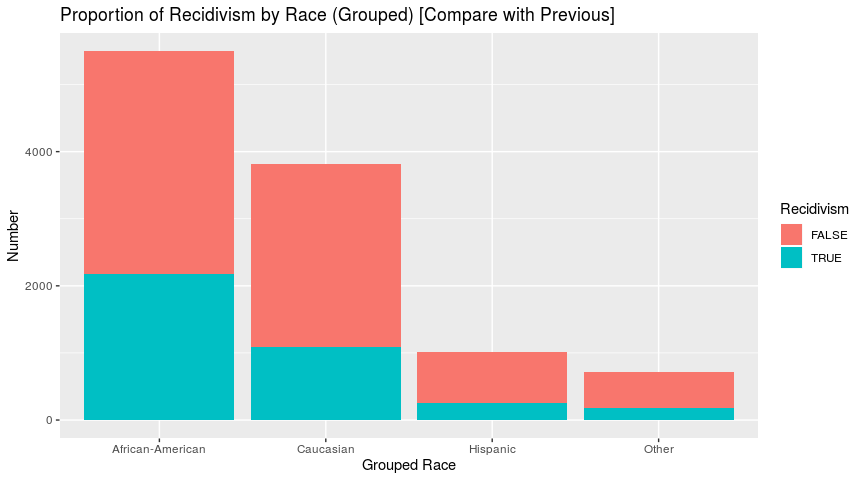 Proportion of Recidivism by Race (Grouped) [Compare with Previous]
Number
4000
2000
0
African-American Caucasian Hispanic Other
Grouped Race
Recidivism
FALSE
TRUE